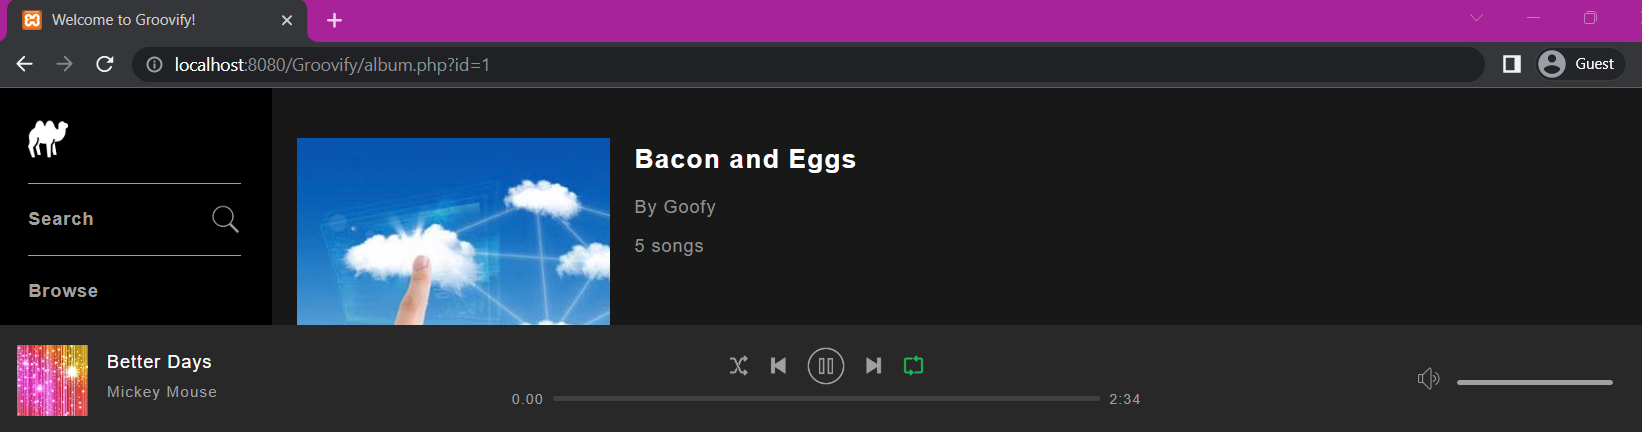 Welcome to Groovify!
localhost:8080/Groovify/album.php?id=1
Guest
Search
Browse
Bacon and Eggs
By Goofy
5 songs
Better Days
Mickey Mouse
0.00
2:34